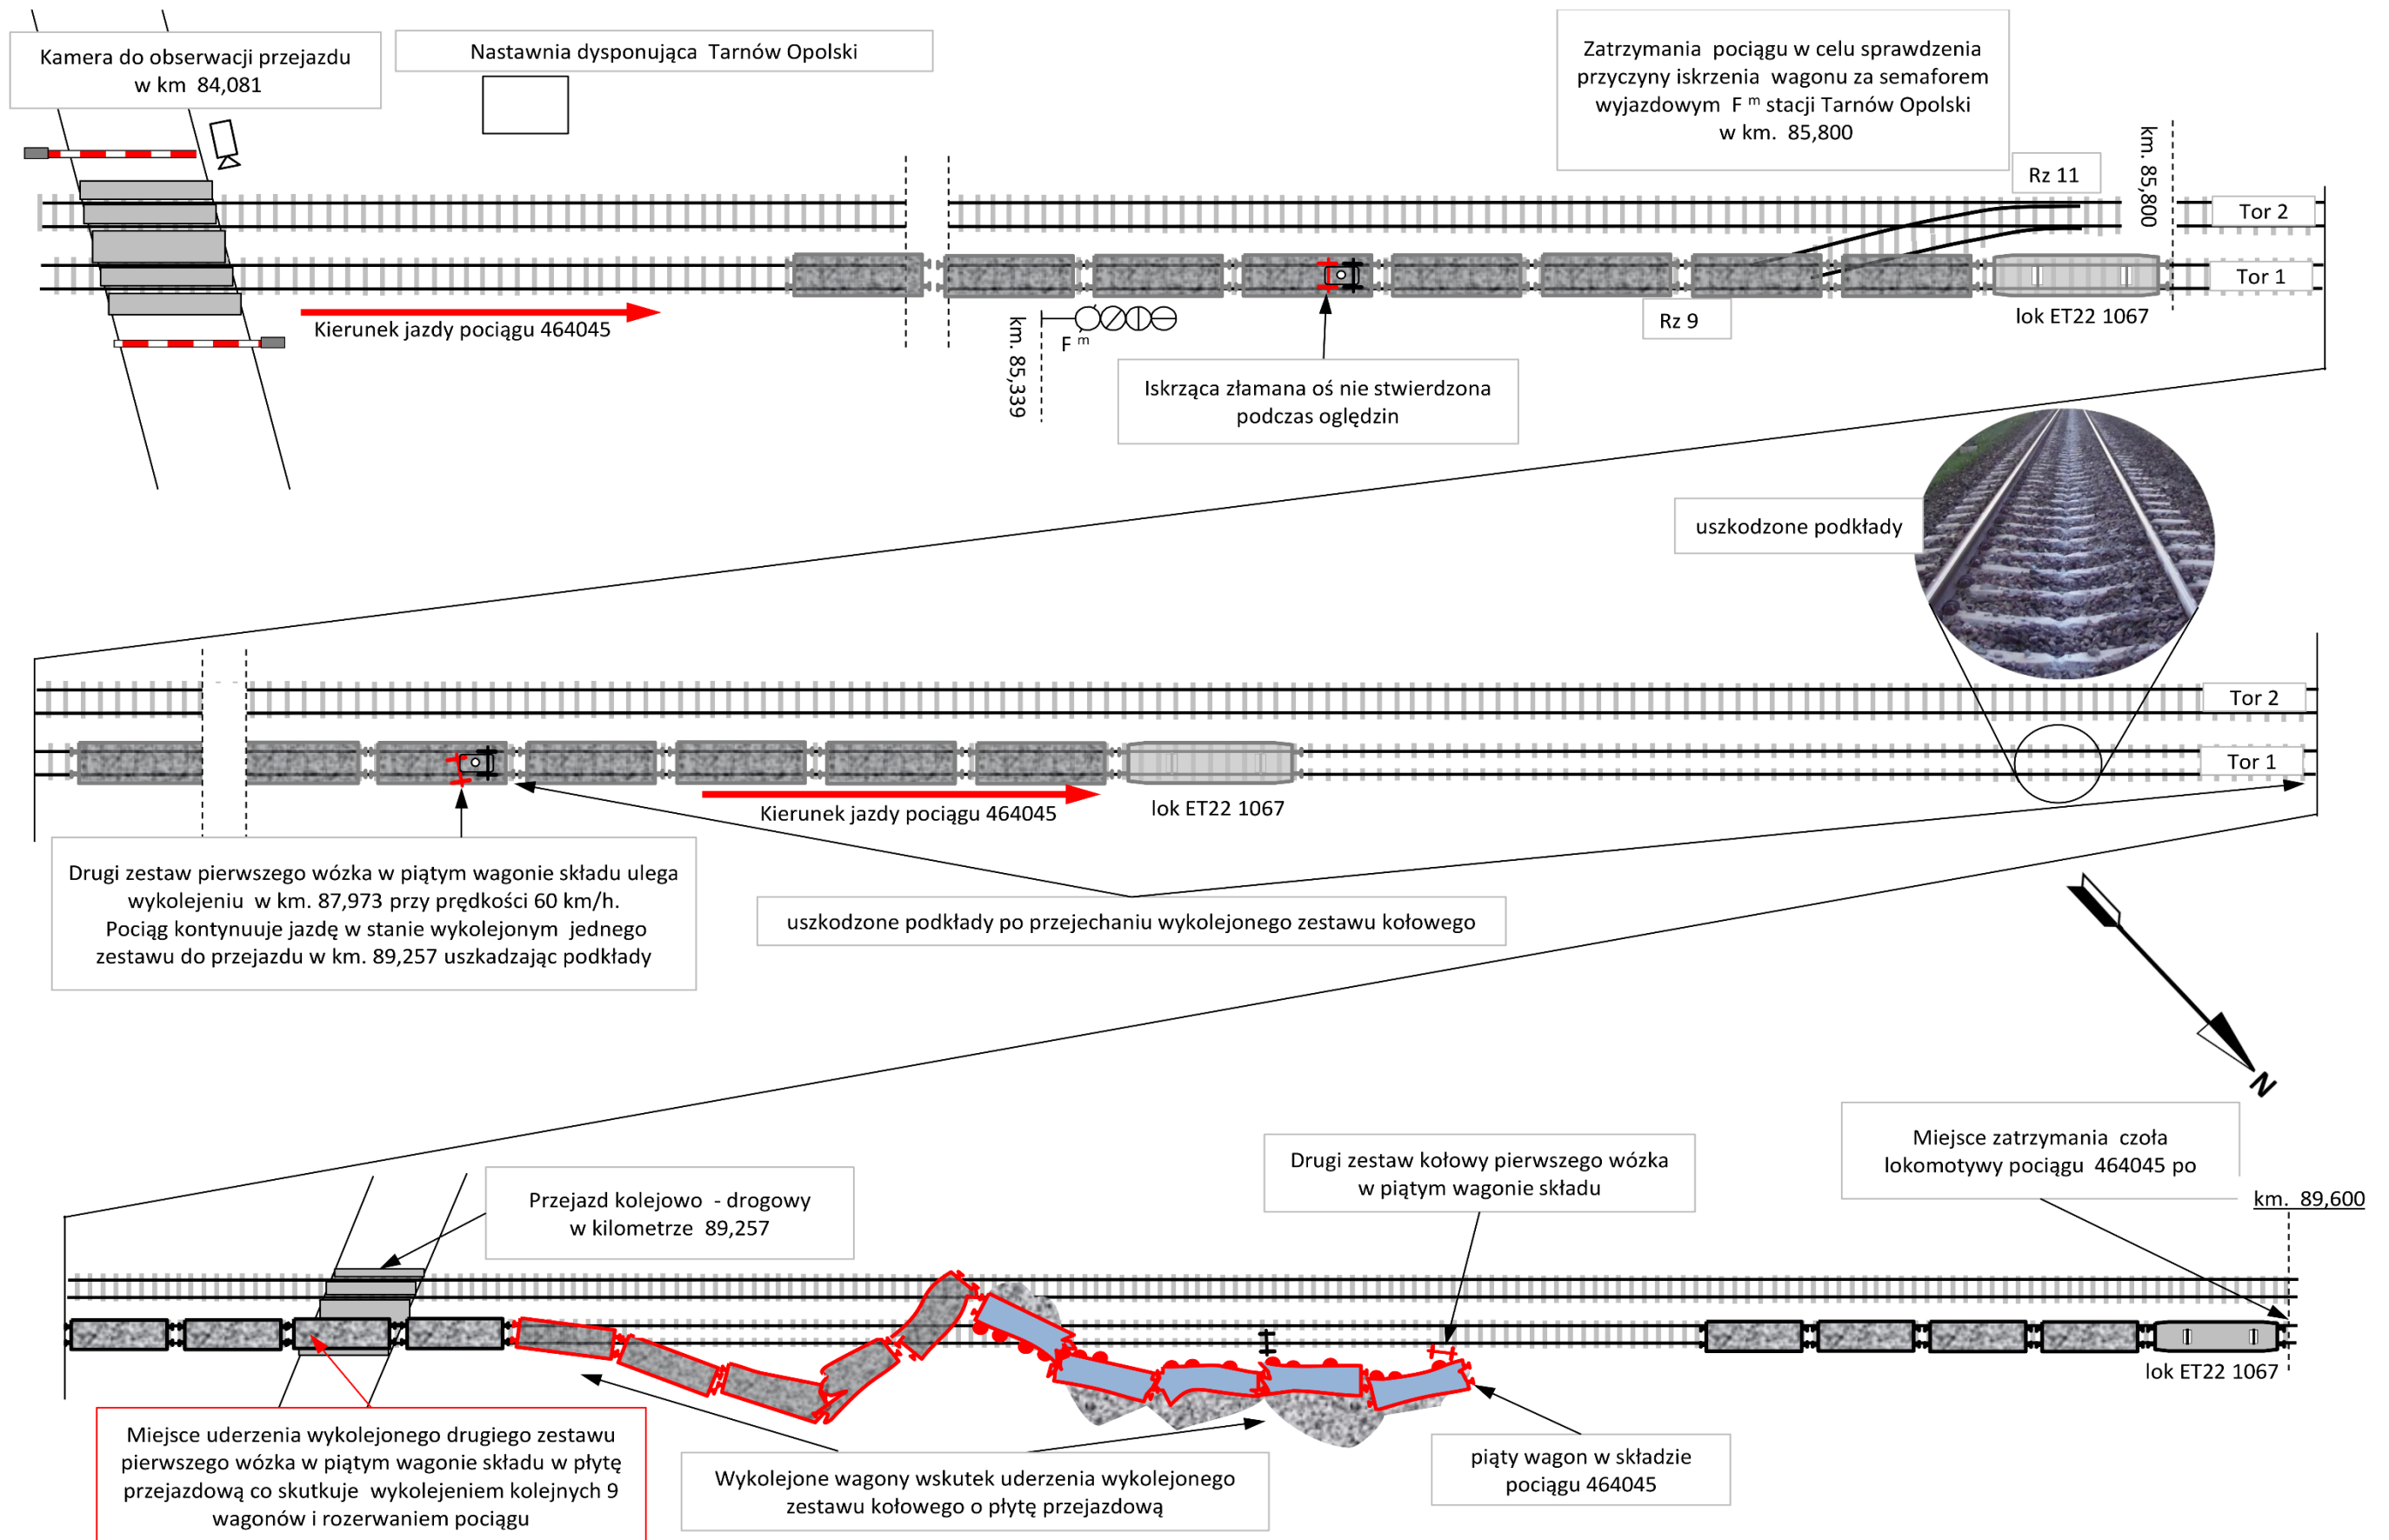 Kamera do obserwacji przejazdu
w km 84,081
Nastawnia dysponująca Tarnów Opolski
Zatrzymania pociągu w celu sprawdzenia
przyczyny iskrzenia wagonu za semaforem
wyjazdowym F m stacji Tarnów Opolski
w km. 85,800
km. 85,800
Rz 11
Tor 2
Tor 1
Kierunek jazdy pociągu 464045
km. 85,339
F m
Rz 9
lok ET22 1067
Iskrząca złamana oś nie stwierdzona
podczas oględzin
uszkodzone podkłady
Tor 2
Tor 1
Kierunek jazdy pociągu 464045
lok ET22 1067
Drugi zestaw pierwszego wózka w piątym wagonie składu ulega
wykolejeniu w km. 87,973 przy prędkości 60 km/h.
Pociąg kontynuuje jazdę w stanie wykolejonym jednego
zestawu do przejazdu w km. 89,257 uszkadzając podkłady
uszkodzone podkłady po przejechaniu wykolejonego zestawu kołowego
N
Przejazd kolejowo - drogowy
w kilometrze 89,257
Drugi zestaw kołowy pierwszego wózka
w piątym wagonie składu
Miejsce zatrzymania czoła
lokomotywy pociągu 464045 po
km. 89,600
lok ET22 1067
Miejsce uderzenia wykolejonego drugiego zestawu
pierwszego wózka w piątym wagonie składu w płytę
przejazdową co skutkuje wykolejeniem kolejnych 9
wagonów i rozerwaniem pociągu
Wykolejone wagony wskutek uderzenia wykolejonego
zestawu kołowego o płytę przejazdową
piąty wagon w składzie
pociągu 464045